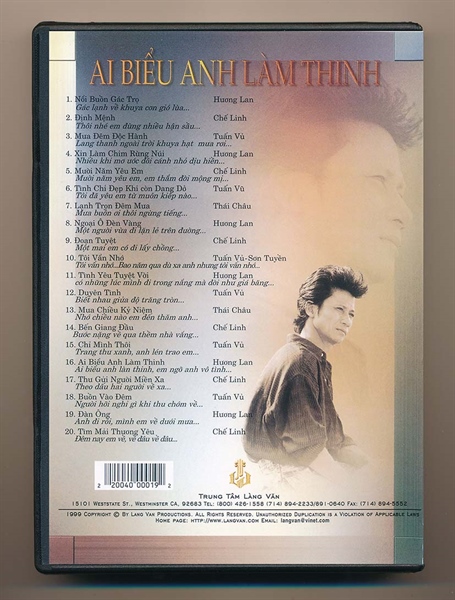 AI BIỂU ANH LÀM THINH
1. Nỗi Buồn Gác Trọ Hương Lan
Gác lạnh về khuya cơn gió lùa...
2. Định Mệnh Chế Linh
Thôi nhé em đừng nhiều hận sầu...
3. Mưa Đêm Độc Hành Tuấn Vũ
Lang thang ngoài trời khuya hạt mưa rơi...
4. Xin Làm Chim Rừng Núi Hương Lan
Nhiều khi mơ ước đôi cánh nhỏ dịu hiền...
5. Mười Năm Yêu Em Chế Linh
Mười năm yêu em, em thầm đời mộng mị...
6. Tình Chỉ Đẹp Khi còn Dang Dở Tuấn Vũ
Tôi đã yêu em từ muôn kiếp nào...
7. Lạnh Trọn Đêm Mưa Thái Châu
Mưa buồn ơi thôi ngừng tiếng...
8. Ngoại Ô Đèn Vàng Hương Lan
Một người vừa đi lặn lẻ trên đường...
9. Đoạn Tuyệt Chế Linh
Một mai em có đi lấy chồng...
10. Tôi Vẫn Nhớ Tuấn Vũ-Sơn Tuyền
Tôi vẫn nhớ...Bao năm qua dù xa anh nhưng tôi vẫn nhớ...
11. Tình Yêu Tuyệt Vời Hương Lan
có những lúc mình đi trong nắng mà đời như giá băng...
12. Duyên Tình Tuấn Vũ
Biết nhau giữa độ trăng tròn...
13. Mưa Chiều Kỷ Niệm Thái Châu
Nhớ chiều nào em đến thăm anh...
14. Bến Giang Đầu Chế Linh
Bước nặng về qua thềm nhà vắng...
15. Chỉ Mình Thôi Tuấn Vũ
Trang thư xanh, anh lén trao em...
16. Ai Biểu Anh Làm Thinh Hương Lan
Ai biểu anh làn thinh, em ngỡ anh vô tình...
17. Thư Gửi Người Miền Xa Chế Linh
Theo dấu hai người về xa...
18. Buồn Vào Đêm Tuấn Vũ
Người hỡi nghĩ gì khi thu chớm về...
19. Đàn Ông Hương Lan
Anh đi rồi, mình em về dưới mưa...
20. Tìm Mái Thương Yêu Chế Linh
Đêm nay em về, về đâu về đâu...
2 20040 00019 2
TRUNG TÂM LÀNG VĂN
15101 WESTSTATE ST., WESTMINSTER CA, 92683 TEL: (800) 426-1558 (714) 894-2233/891-0640 FAX: (714) 894-5552
1999 COPYRIGHT © BY LANG VAN PRODUCTIONS. ALL RIGHTS RESERVED. UNAUTHORIZED DUPLICATION IS A VIOLATION OF APPLICABLE LAWS
HOME PAGE: HTTP://WWW.LANGVAN.COM EMAIL: langvan@vinet.com